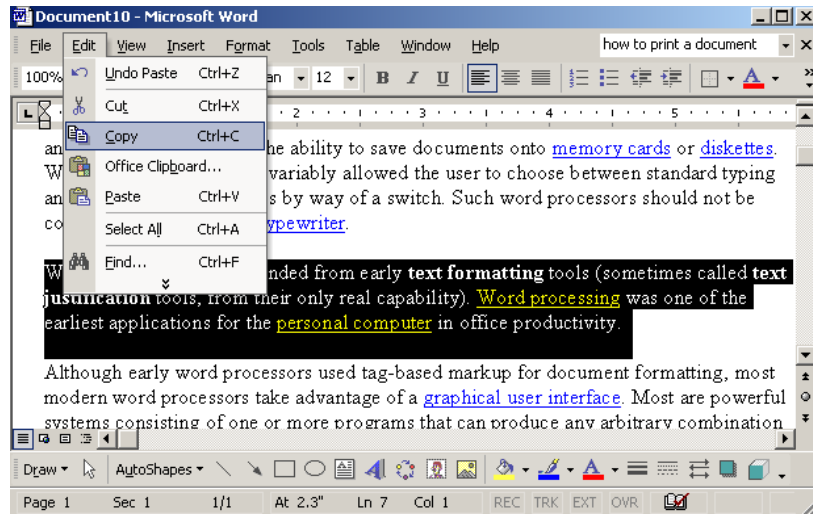 Document10 - Microsoft Word
File Edit View Insert Format Tools Table Window Help how to print a document
100% an 12 B I U
Undo Paste Ctrl+Z
Cut Ctrl+X
Copy Ctrl+C
Office Clipboard...
Paste Ctrl+V
Select All Ctrl+A
Find... Ctrl+F
2 3 4 5
an he ability to save documents onto memory cards or diskettes.
W variably allowed the user to choose between standard typing
an s by way of a switch. Such word processors should not be
co ypewriter.
W nded from early text formatting tools (sometimes called text
justification tools, from their only real capability). Word processing was one of the
earliest applications for the personal computer in office productivity.
Although early word processors used tag-based markup for document formatting, most
modern word processors take advantage of a graphical user interface. Most are powerful
systems consisting of one or more programs that can produce any arbitrary combination
Draw AutoShapes
Page 1 Sec 1 1/1 At 2.3" Ln 7 Col 1 REC TRK EXT OVR